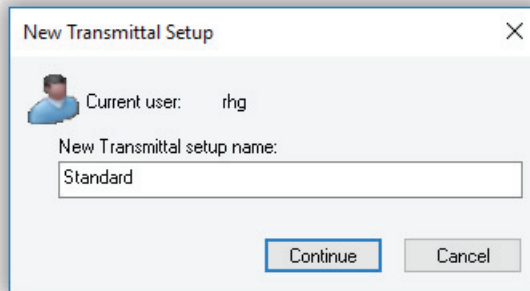 New Transmittal Setup
Current user: rhg
New Transmittal setup name:
Standard
Continue Cancel